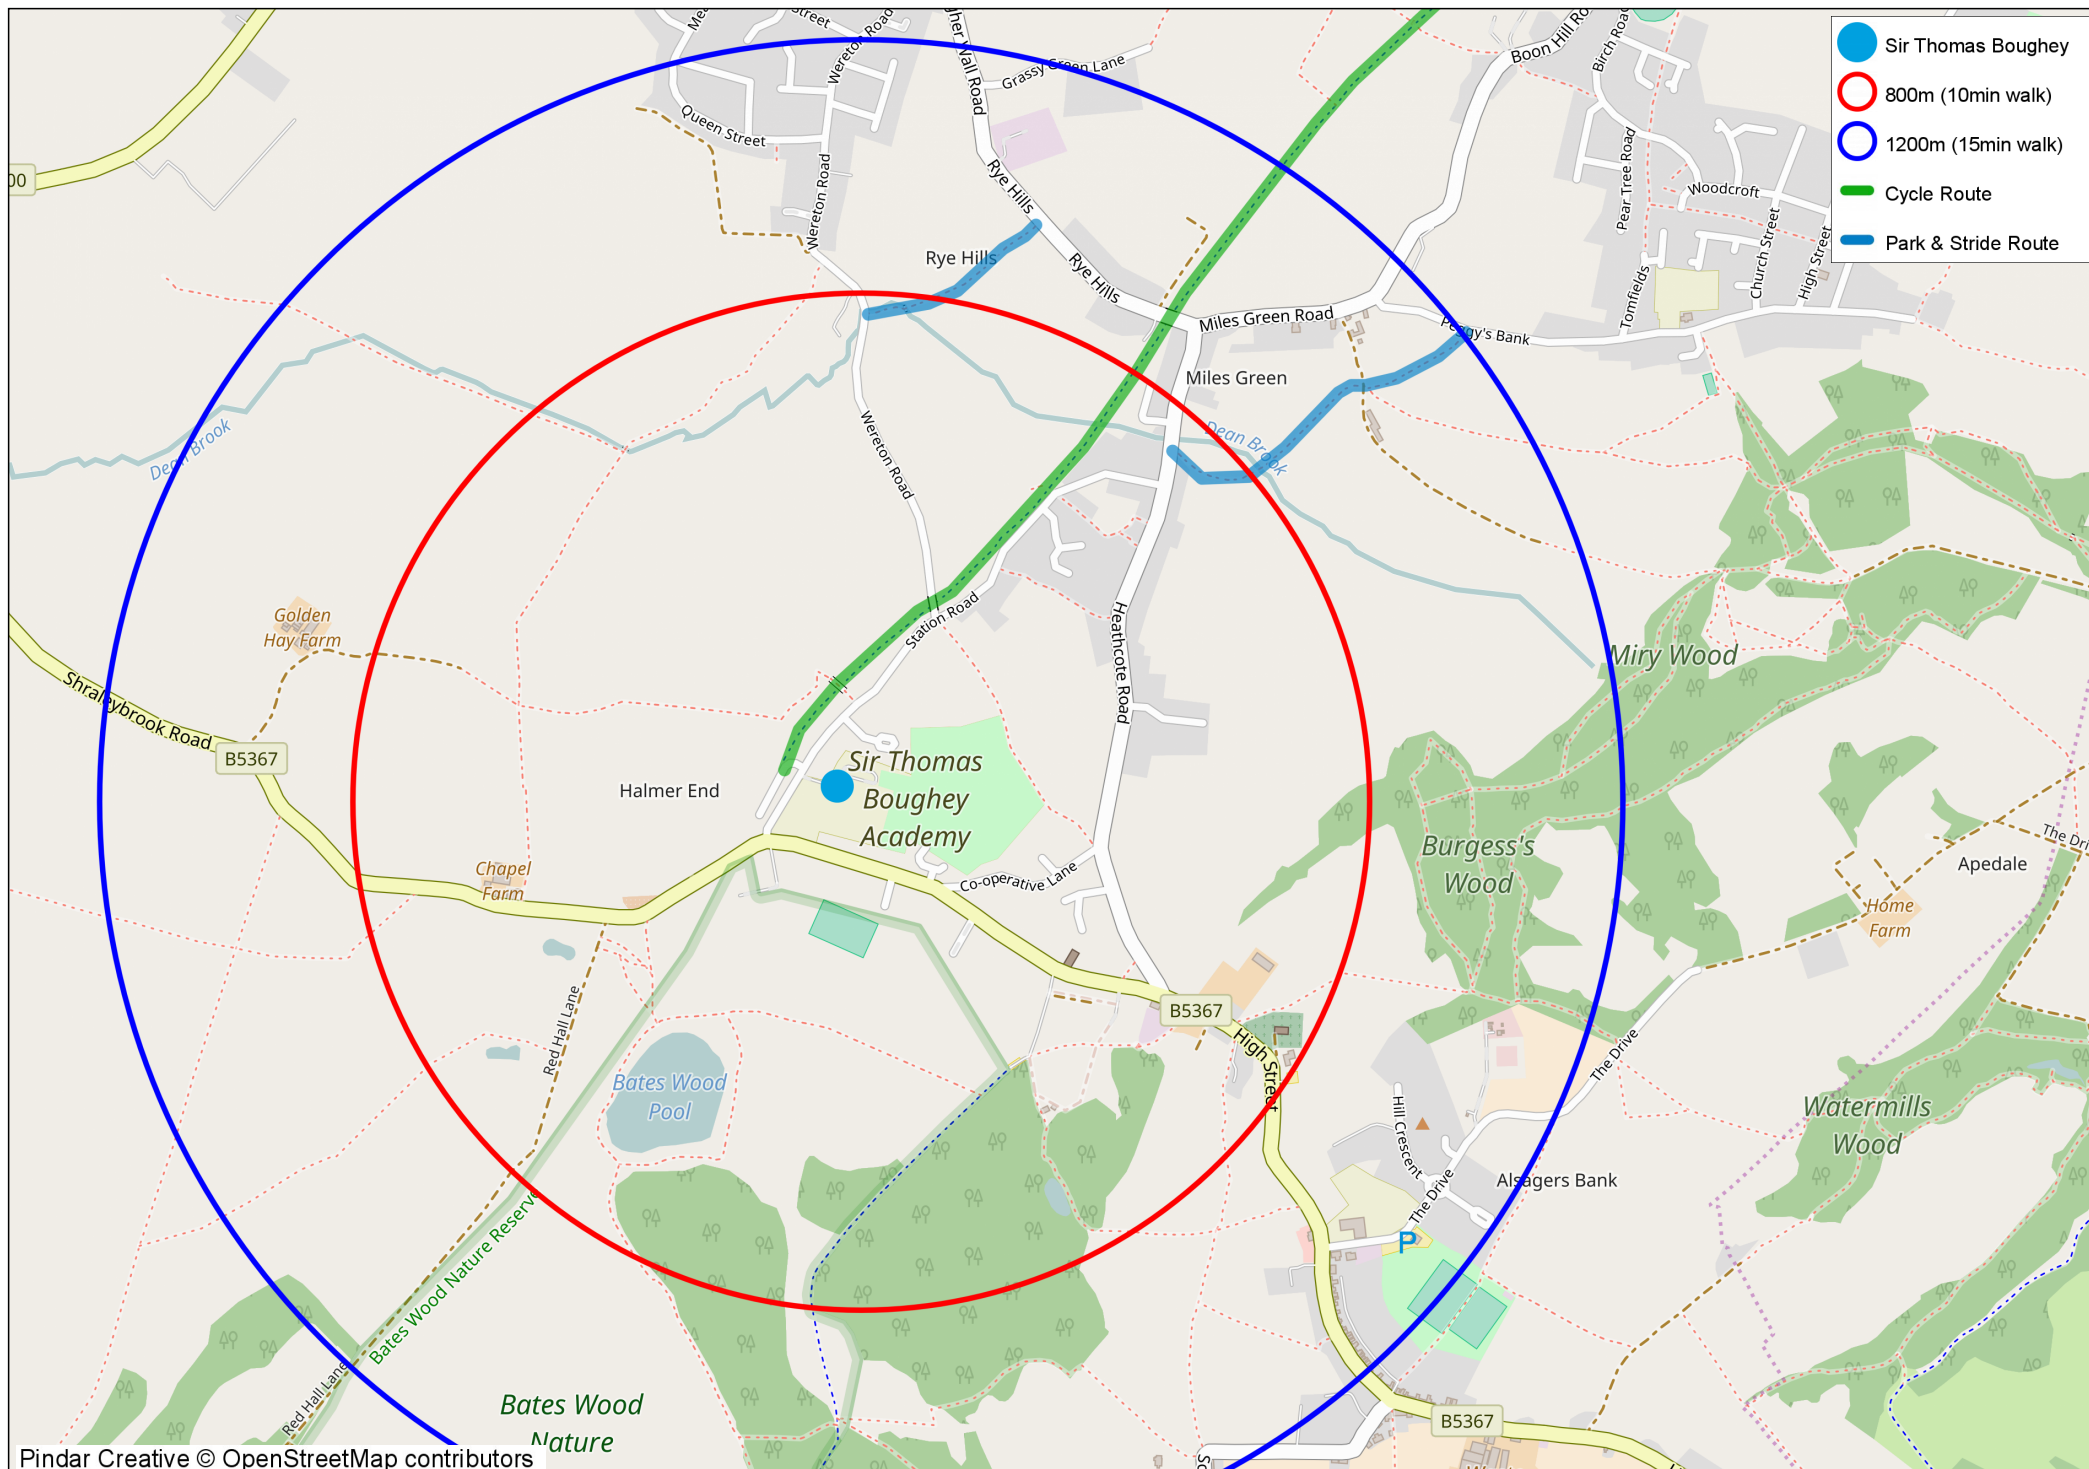 Street
Wereton Road
Queen Street
Wereton Road
Grassy Green Lane
Rye Hills
Rye Hills
Rye Hills
Boon Hill Ro
Birch Road
Pear Tree Road
Woodcroft
Church Street
High Street
Tomfields
Sir Thomas Boughey
800m (10min walk)
1200m (15min walk)
Cycle Route
Park & Stride Route
00
Miles Green Road
Peggy's Bank
Miles Green
Dean Brook
Dean Brook
Wereton Road
Station Road
Heathcote Road
Golden
Hay Farm
Shraleybrook Road
B5367
Halmer End
Sir Thomas
Boughey
Academy
Miry Wood
Burgess's
Wood
Apedale
The Dri
Home
Farm
Chapel
Farm
Co-operative Lane
Red Hall Lane
B5367
High Street
Bates Wood
Pool
The Drive
Hill Crescent
The Drive
Alsagers Bank
P
Watermills
Wood
Bates Wood Nature Reserve
Red Hall Lane
Bates Wood
Nature
B5367
Pindar Creative © OpenStreetMap contributors